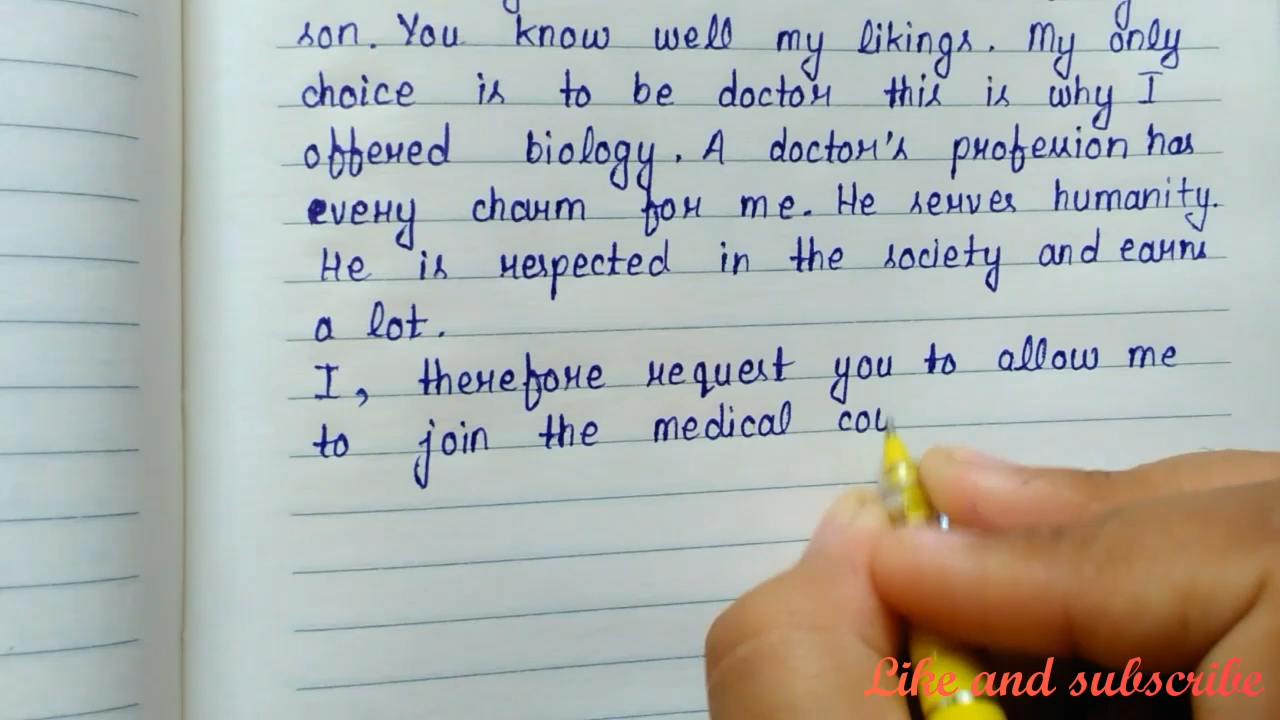 son. You know well my likings. My only
choice is to be doctor this is why I
offered biology. A doctor's profession has
every charm for me. He serves humanity.
He is respected in the society and earns
a lot.
I, therefore request you to allow me
to join the medical cou
Like and subscribe